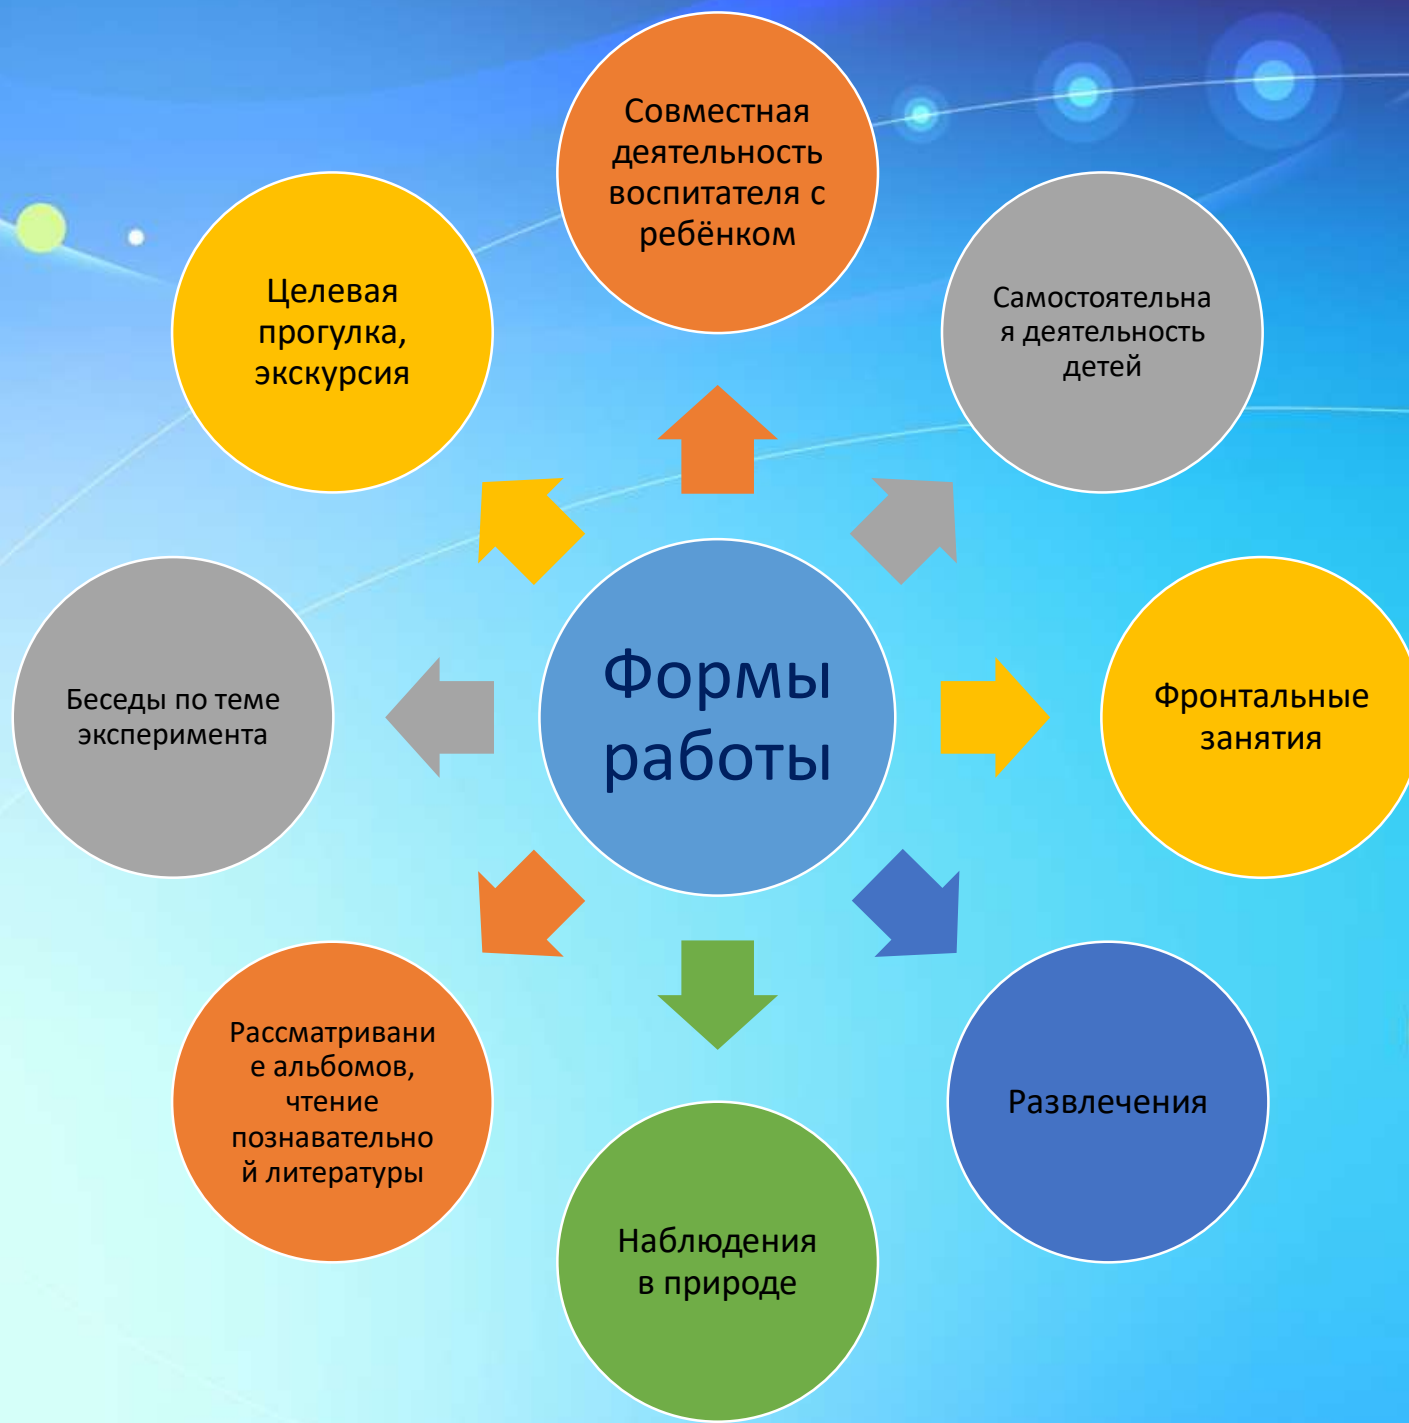 Совместная
деятельность
воспитателя с
ребёнком
Самостоятельна
я деятельность
детей
Фронтальные
занятия
Развлечения
Наблюдения
в природе
Рассматривани
е альбомов,
чтение
познавательно
й литературы
Беседы по теме
эксперимента
Целевая
прогулка,
экскурсия
Формы
работы